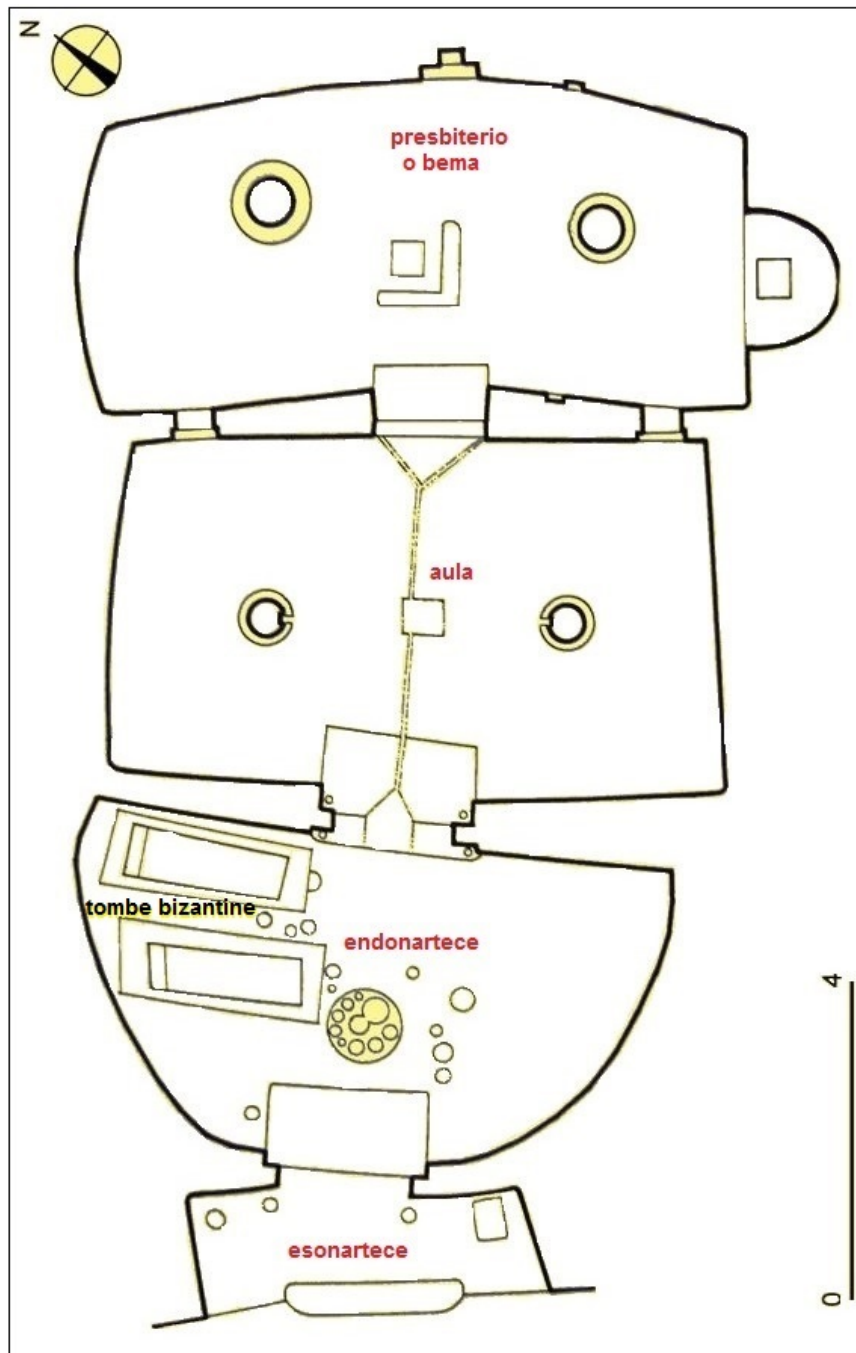 N
presbiterio
o bema
aula
tombe bizantine
endonartece
4
esonartece
0